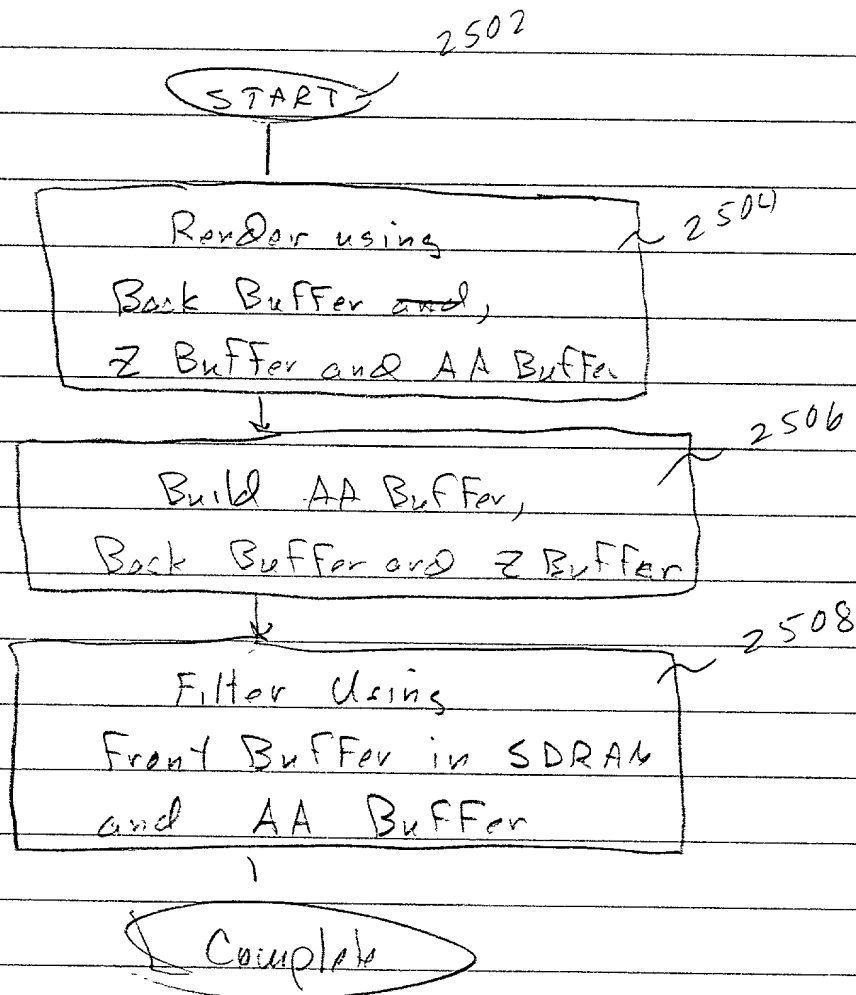 2502
START
2504
Render using
Back Buffer and,
Z Buffer and AA Buffer
2506
Build AA Buffer,
Back Buffer and Z Buffer
2508
Filter Using
Front Buffer in SDRAM
and AA Buffer
Complete